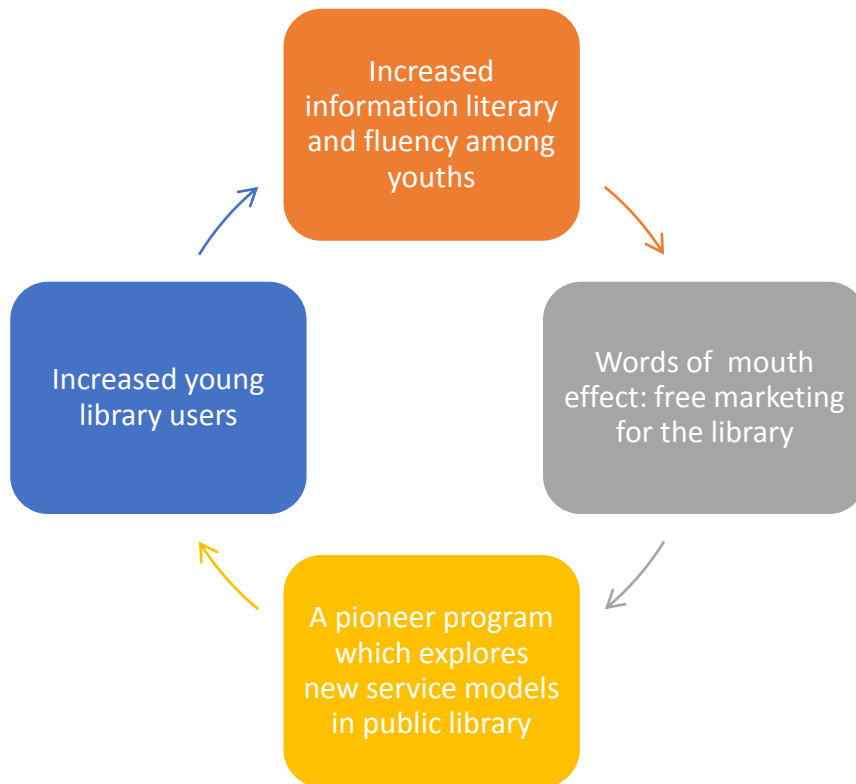 Increased
information literary
and fluency among
youths
Words of  mouth
effect: free marketing
for the library
A pioneer program
which explores
new service models
in public library
Increased young
library users